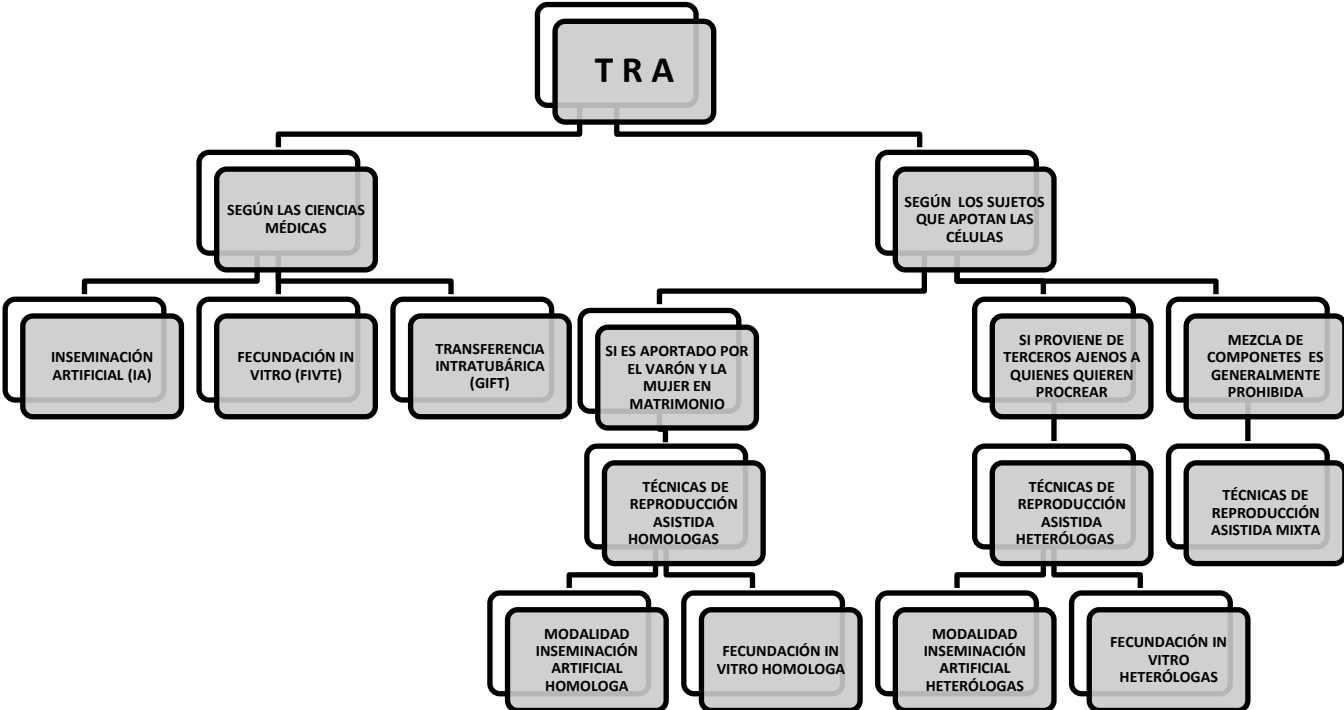 T R A
SEGÚN LAS CIENCIAS
MÉDICAS
SEGÚN LOS SUJETOS
QUE APOTAN LAS
CÉLULAS
INSEMINACIÓN
ARTIFICIAL (IA)
FECUNDACIÓN IN
VITRO (FIVTE)
TRANSFERENCIA
INTRATUBÁRICA
(GIFT)
SI ES APORTADO POR
EL VARÓN Y LA
MUJER EN
MATRIMONIO
SI PROVIENE DE
TERCEROS AJENOS A
QUIENES QUIEREN
PROCREAR
MEZCLA DE
COMPONETES ES
GENERALMENTE
PROHIBIDA
TÉCNICAS DE
REPRODUCCIÓN
ASISTIDA
HOMOLOGAS
TÉCNICAS DE
REPRODUCCIÓN
ASISTIDA
HETERÓLOGAS
TÉCNICAS DE
REPRODUCCIÓN
ASISTIDA MIXTA
MODALIDAD
INSEMINACIÓN
ARTIFICIAL
HOMOLOGA
FECUNDACIÓN IN
VITRO HOMOLOGA
MODALIDAD
INSEMINACIÓN
ARTIFICIAL
HETERÓLOGAS
FECUNDACIÓN IN
VITRO
HETERÓLOGAS